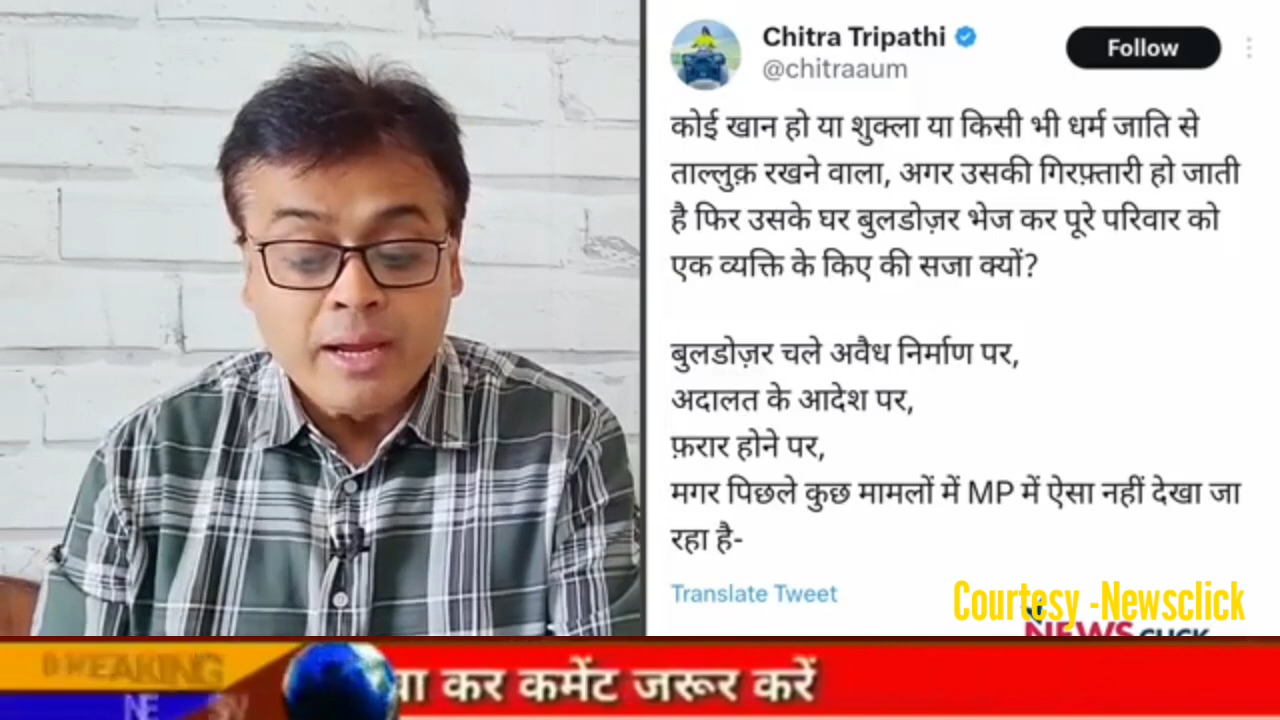 Chitra Tripathi
@chitraaum
Follow
कोई खान हो या शुक्ला या किसी भी धर्म जाति से
ताल्लुक़ रखने वाला, अगर उसकी गिरफ़्तारी हो जाती
है फिर उसके घर बुलडोज़र भेज कर पूरे परिवार को
एक व्यक्ति के किए की सजा क्यों?
बुलडोज़र चले अवैध निर्माण पर,
अदालत के आदेश पर,
फ़रार होने पर,
मगर पिछले कुछ मामलों में MP में ऐसा नहीं देखा जा
रहा है-
Translate Tweet
Courtesy -Newsclick
NEWS CLICK
BREAKING
NE
कर कमेंट जरूर करें